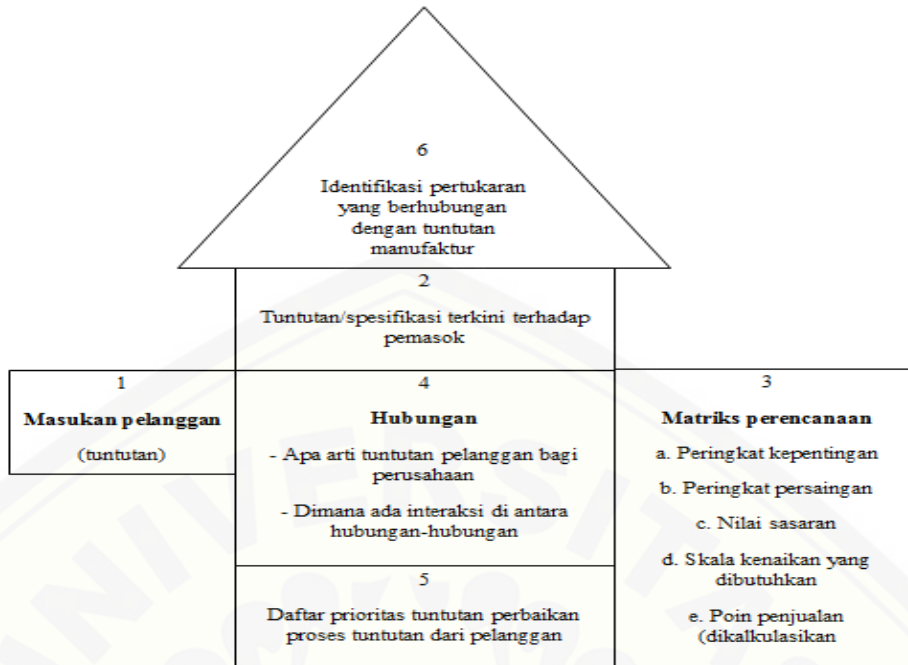 6
Identifikasi pertukaran
yang berhubungan
dengan tuntutan
manufaktur
2
Tuntutan/spesifikasi terkini terhadap
pemasok
1
Masukan pelanggan
(tuntutan)
4
Hubungan
- Apa arti tuntutan pelanggan bagi
perusahaan
- Dimana ada interaksi di antara
hubungan-hubungan
3
Matriks perencanaan
a. Peringkat kepentingan
b. Peringkat persaingan
c. Nilai sasaran
d. Skala kenaikan yang
dibutuhkan
e. Poin penjualan
(dikalkulasikan
5
Daftar prioritas tuntutan perbaikan
proses tuntutan dari pelanggan